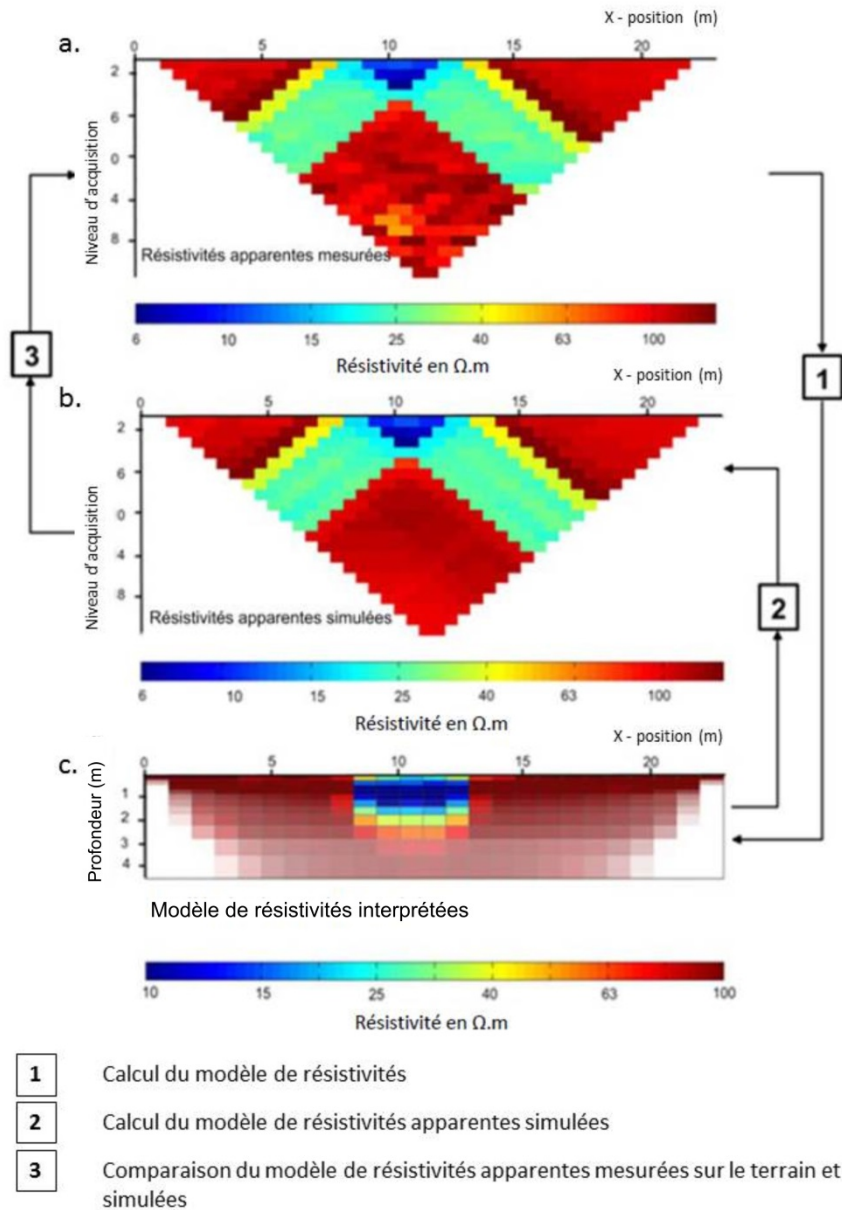 X - position (m)
a.
0 5 10 15 20
2
6
0
4
8
Niveau d'acquisition
Résistivités apparentes mesurées
6 10 15 25 40 63 100
Résistivité en Ω.m
3
1
X - position (m)
b.
0 5 10 15 20
2
6
0
4
8
Niveau d'acquisition
Résistivités apparentes simulées
2
6 10 15 25 40 63 100
Résistivité en Ω.m
X - position (m)
c.
0 5 10 15 20
1
2
3
4
Profondeur (m)
Modèle de résistivités interprétées
10 15 25 40 63 100
Résistivité en Ω.m
1 Calcul du modèle de résistivités
2 Calcul du modèle de résistivités apparentes simulées
3 Comparaison du modèle de résistivités apparentes mesurées sur le terrain et
simulées